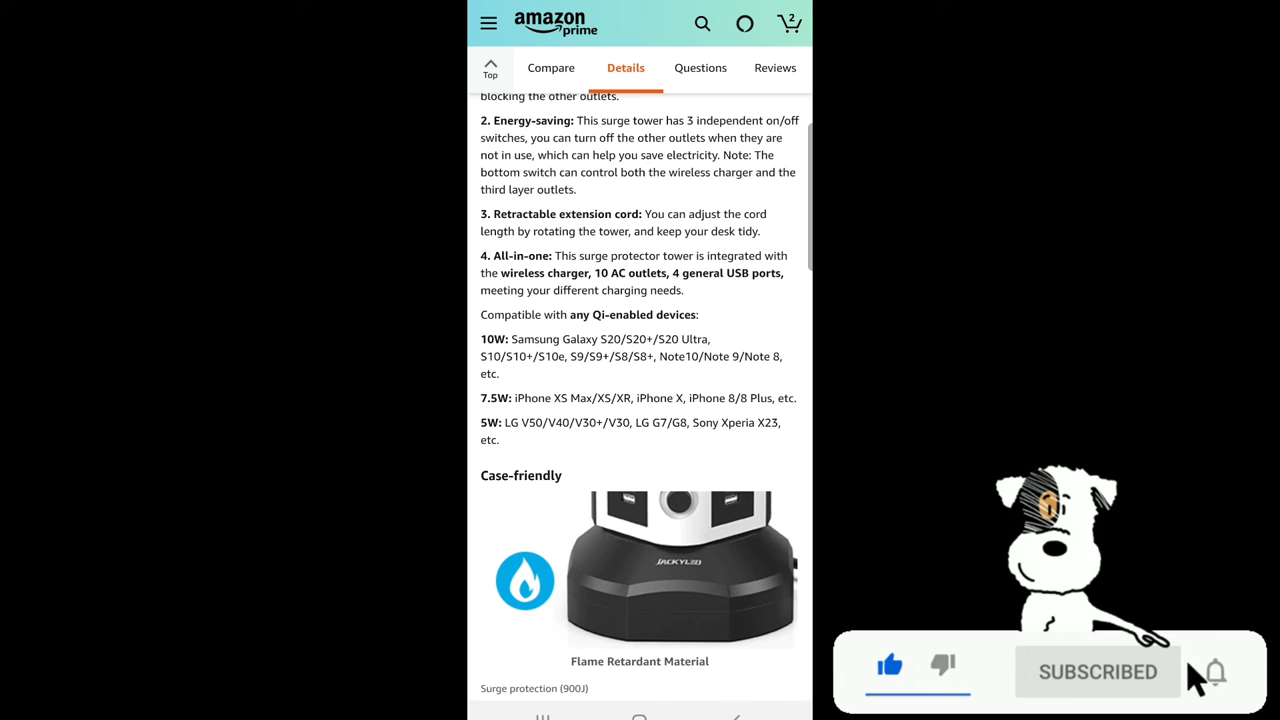 amazon
prime
2
Top
Compare
Details
Questions
Reviews
blocking the other outlets.
2. Energy-saving: This surge tower has 3 independent on/off
switches, you can turn off the other outlets when they are
not in use, which can help you save electricity. Note: The
bottom switch can control both the wireless charger and the
third layer outlets.
3. Retractable extension cord: You can adjust the cord
length by rotating the tower, and keep your desk tidy.
4. All-in-one: This surge protector tower is integrated with
the wireless charger, 10 AC outlets, 4 general USB ports,
meeting your different charging needs.
Compatible with any Qi-enabled devices:
10W: Samsung Galaxy S20/S20+/S20 Ultra,
S10/S10+/S10e, S9/S9+/S8/S8+, Note10/Note 9/Note 8,
etc.
7.5W: iPhone XS Max/XS/XR, iPhone X, iPhone 8/8 Plus, etc.
5W: LG V50/V40/V30+/V30, LG G7/G8, Sony Xperia X23,
etc.
Case-friendly
JACKYLED
Flame Retardant Material
Surge protection (900J)
SUBSCRIBED